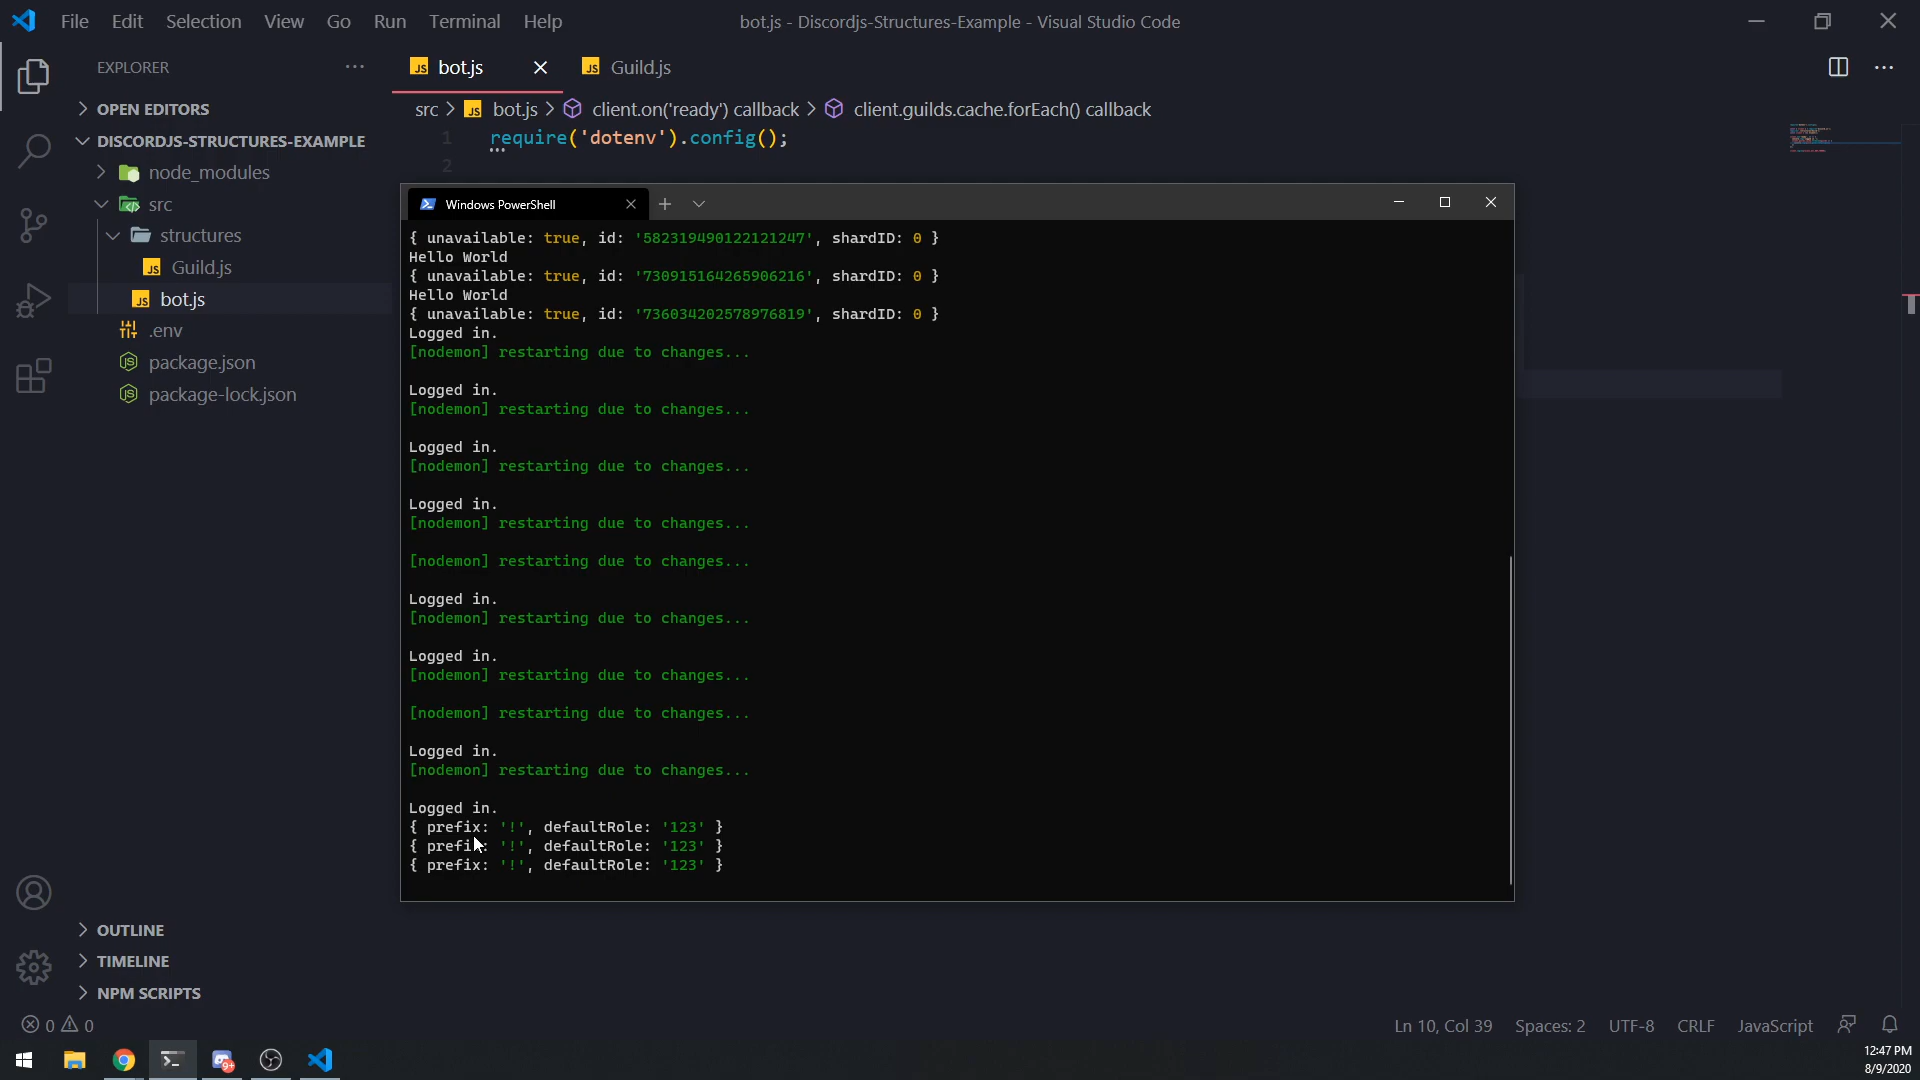 File Edit Selection View Go Run Terminal Help
bot.js - Discordjs-Structures-Example - Visual Studio Code
EXPLORER
OPEN EDITORS
DISCORDJS-STRUCTURES-EXAMPLE
node_modules
src
structures
JS Guild.js
JS bot.js
.env
package.json
package-lock.json
OUTLINE
TIMELINE
NPM SCRIPTS
JS bot.js
JS Guild.js
src > JS bot.js > client.on('ready') callback > client.guilds.cache.forEach() callback
1 require('dotenv').config();
2
Windows PowerShell
{ unavailable: true, id: '582319490122121247', shardID: 0 }
Hello World
{ unavailable: true, id: '730915164265906216', shardID: 0 }
Hello World
{ unavailable: true, id: '736034202578976819', shardID: 0 }
Logged in.
[nodemon] restarting due to changes...
Logged in.
[nodemon] restarting due to changes...
Logged in.
[nodemon] restarting due to changes...
Logged in.
[nodemon] restarting due to changes...
[nodemon] restarting due to changes...
Logged in.
[nodemon] restarting due to changes...
Logged in.
[nodemon] restarting due to changes...
[nodemon] restarting due to changes...
Logged in.
[nodemon] restarting due to changes...
Logged in.
{ prefix: '!', defaultRole: '123' }
{ prefix: '!', defaultRole: '123' }
{ prefix: '!', defaultRole: '123' }
0 0
Ln 10, Col 39 Spaces: 2 UTF-8 CRLF JavaScript
9+
12:47 PM
8/9/2020